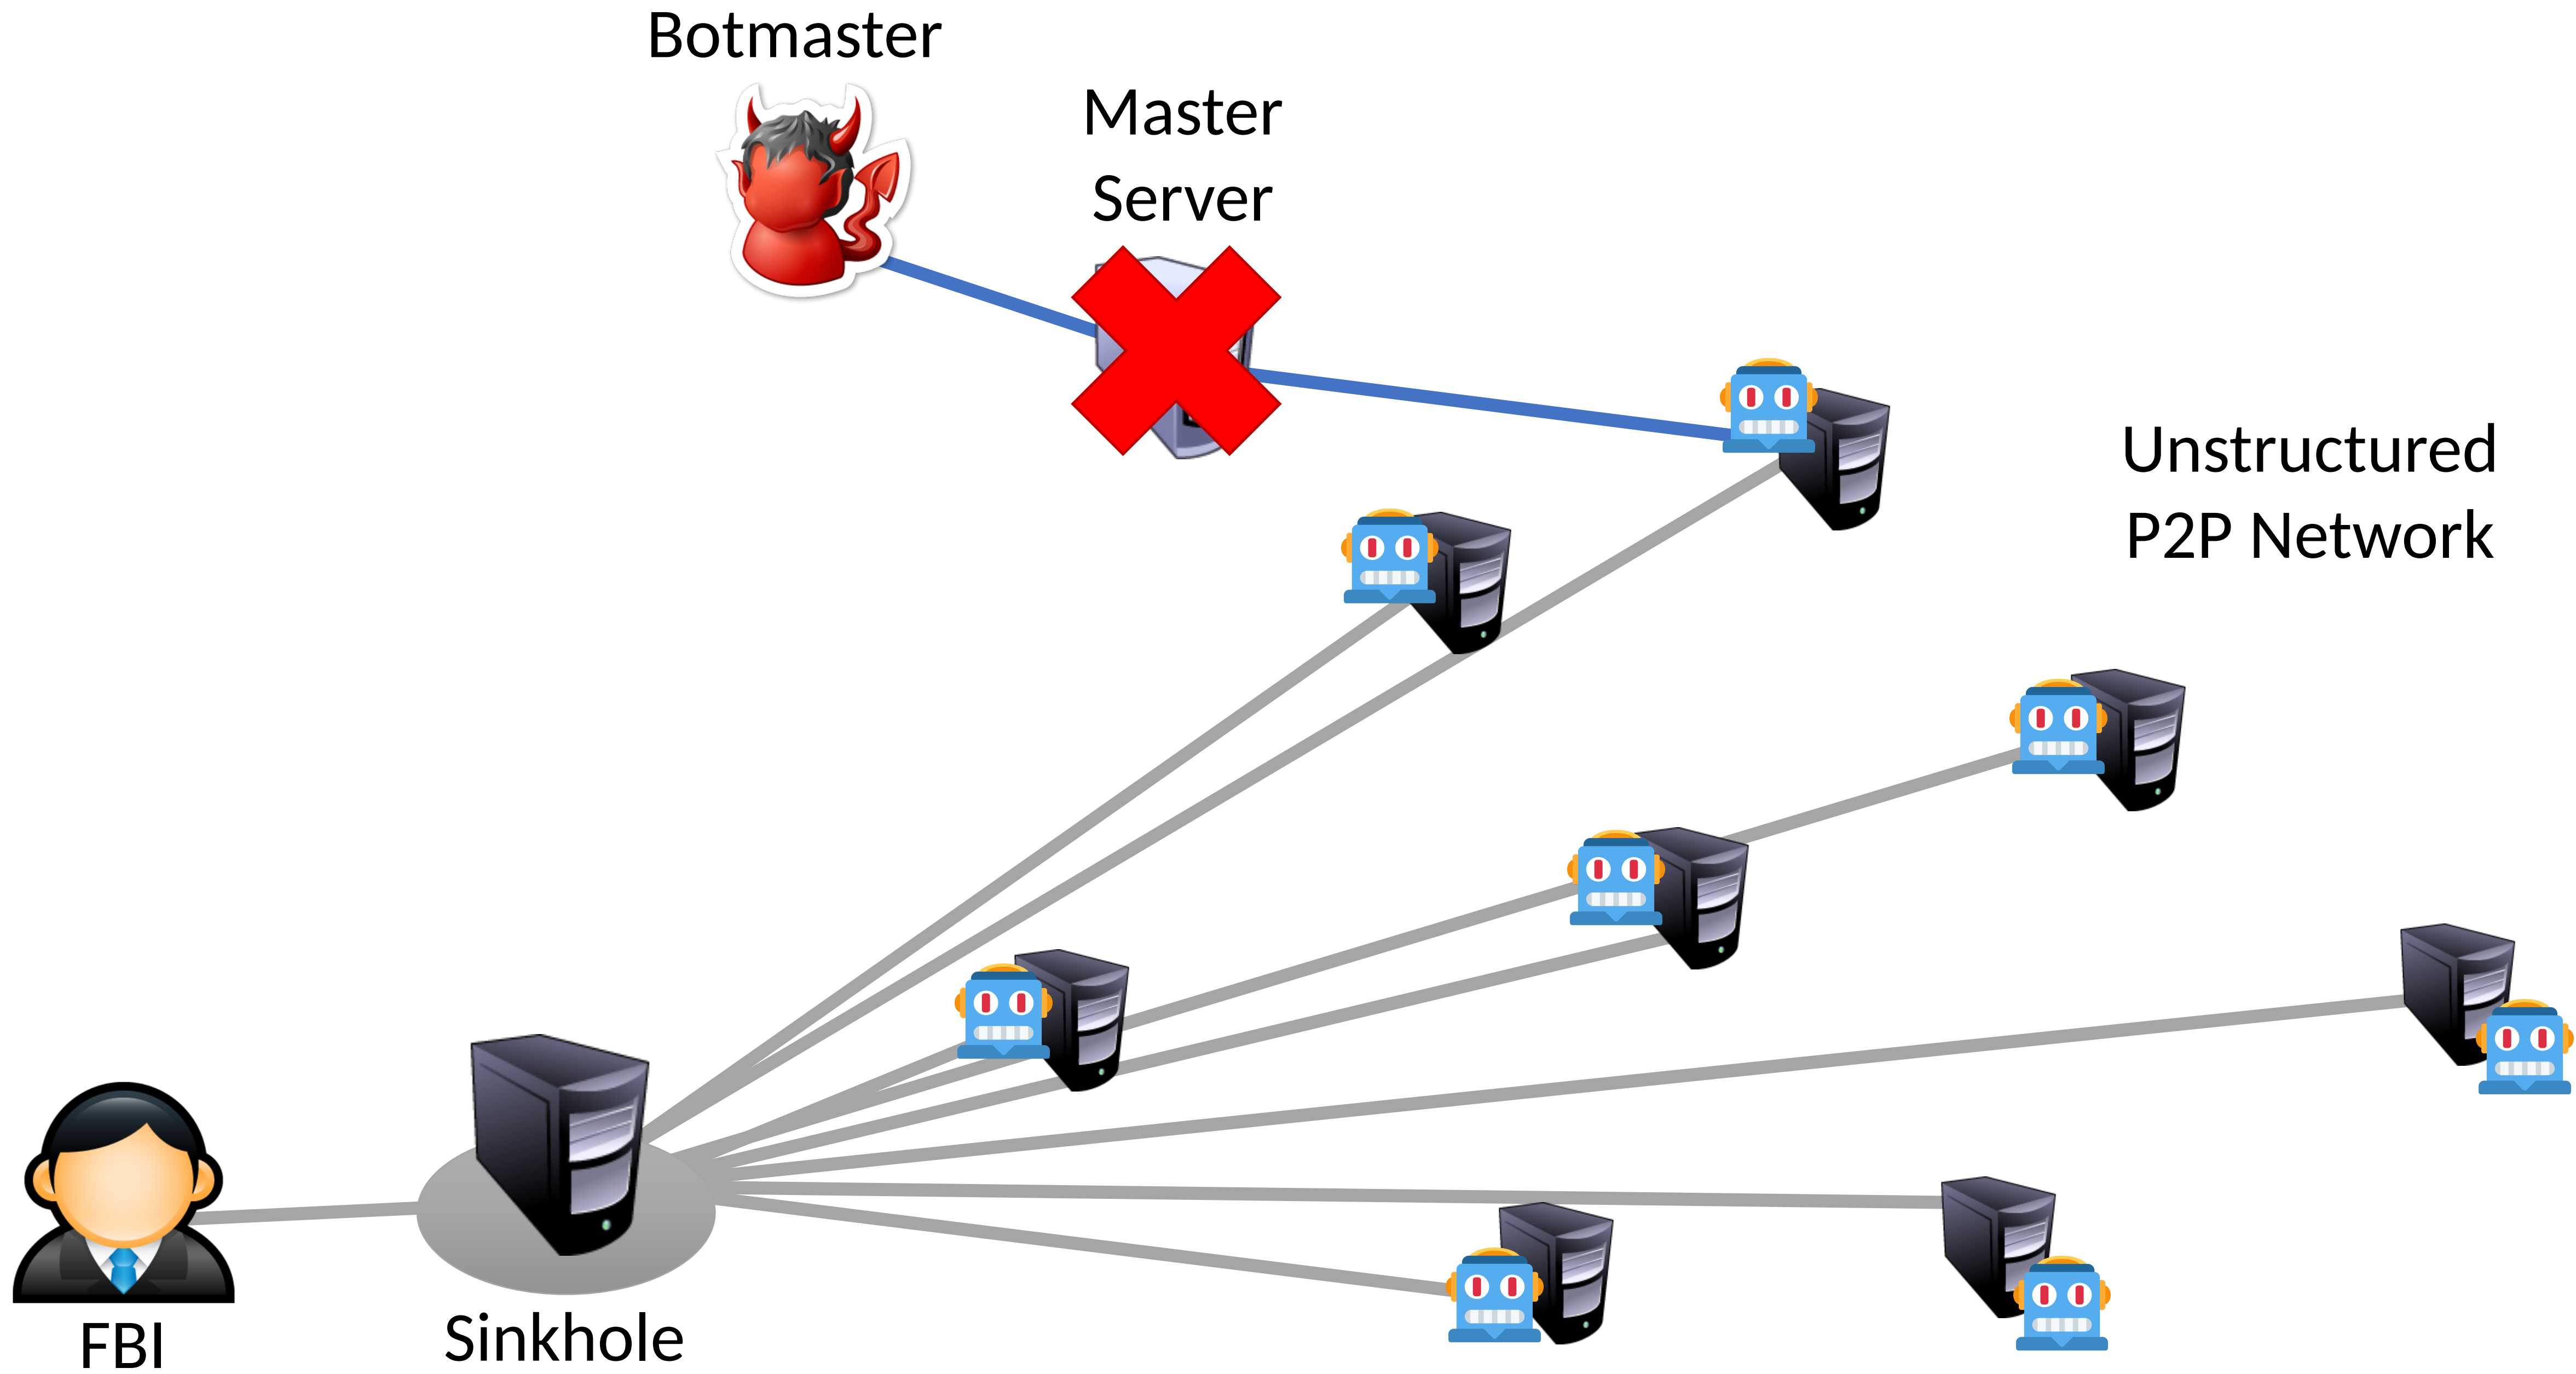 Botmaster
Master
Server
Unstructured
P2P Network
FBI
Sinkhole